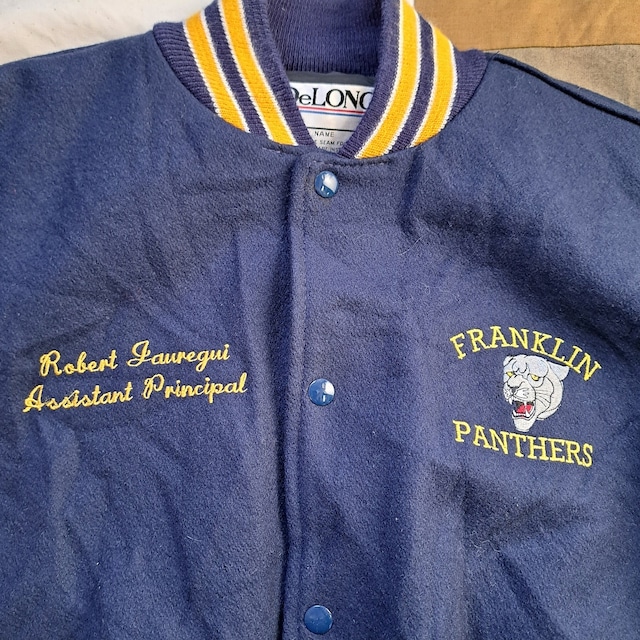 DeLONG
NAME
Robert Jauregui
Assistant Principal
FRANKLIN
PANTHERS